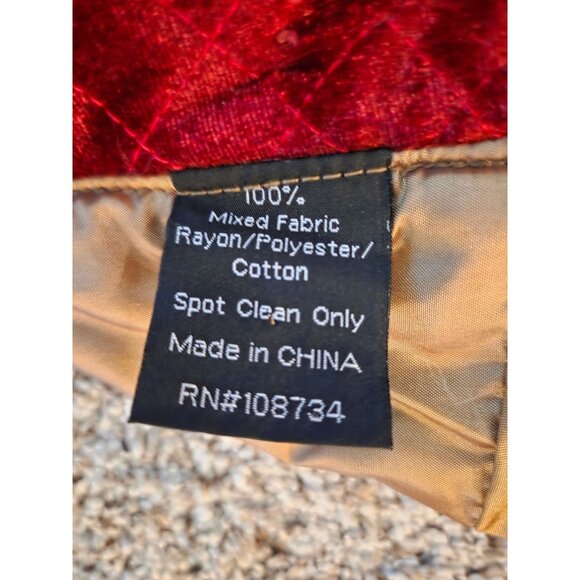 100%
Mixed Fabric
Rayon/Polyester/
Cotton
Spot Clean Only
Made in CHINA
RN#108734